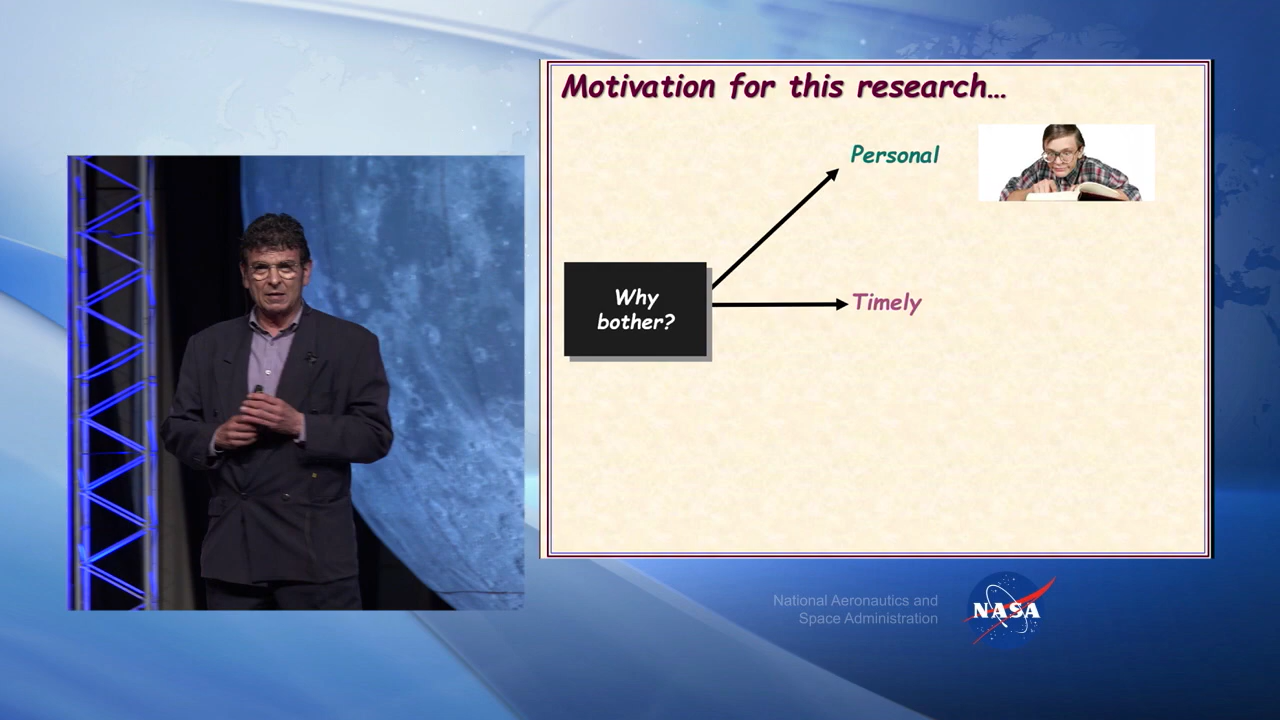 Motivation for this research…
Personal
Why
bother?
Timely
National Aeronautics and
Space Administration
NASA